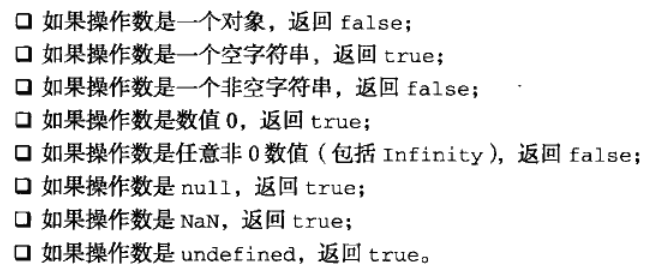 ❑ 如果操作数是一个对象，返回 false；
❑ 如果操作数是一个空字符串，返回 true；
❑ 如果操作数是一个非空字符串，返回 false；
❑ 如果操作数是数值 0，返回 true；
❑ 如果操作数是任意非 0 数值（包括 Infinity），返回 false；
❑ 如果操作数是 null，返回 true；
❑ 如果操作数是 NaN，返回 true；
❑ 如果操作数是 undefined，返回 true。